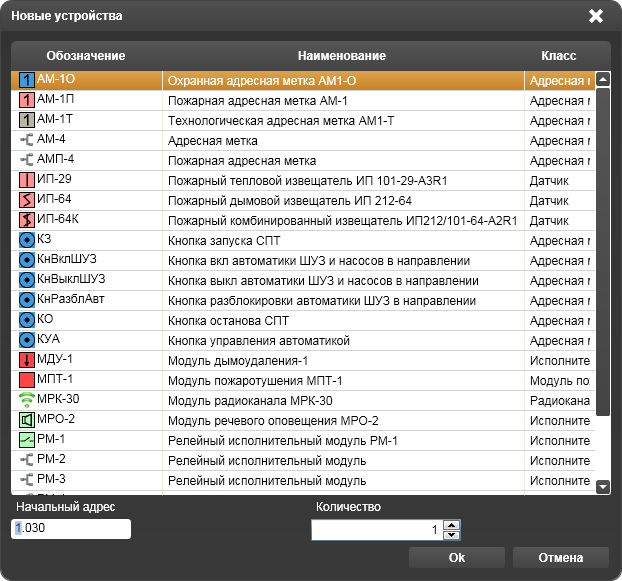 Новые устройства
Обозначение Наименование Класс
1 АМ-1О Охранная адресная метка АМ1-О Адресная м
1 АМ-1П Пожарная адресная метка АМ-1 Адресная м
1 АМ-1Т Технологическая адресная метка АМ1-Т Адресная м
АМ-4 Адресная метка Адресная м
АМП-4 Пожарная адресная метка Адресная м
ИП-29 Пожарный тепловой извещатель ИП 101-29-A3R1 Датчик
ИП-64 Пожарный дымовой извещатель ИП 212-64 Датчик
ИП-64К Пожарный комбинированный извещатель ИП212/101-64-A2R1 Датчик
КЗ Кнопка запуска СПТ Адресная м
КнВклШУЗ Кнопка вкл автоматики ШУЗ и насосов в направлении Адресная м
КнВыклШУЗ Кнопка выкл автоматики ШУЗ и насосов в направлении Адресная м
КнРазблАвт Кнопка разблокировки автоматики ШУЗ в направлении Адресная м
КО Кнопка останова СПТ Адресная м
КУА Кнопка управления автоматикой Адресная м
МДУ-1 Модуль дымоудаления-1 Исполните
МПТ-1 Модуль пожаротушения МПТ-1 Модуль по
МРК-30 Модуль радиоканала МРК-30 Радиокана
МРО-2 Модуль речевого оповещения МРО-2 Исполните
РМ-1 Релейный исполнительный модуль РМ-1 Исполните
РМ-2 Релейный исполнительный модуль Исполните
РМ-3 Релейный исполнительный модуль Исполните
Начальный адрес Количество
1.030 1
Ok Отмена